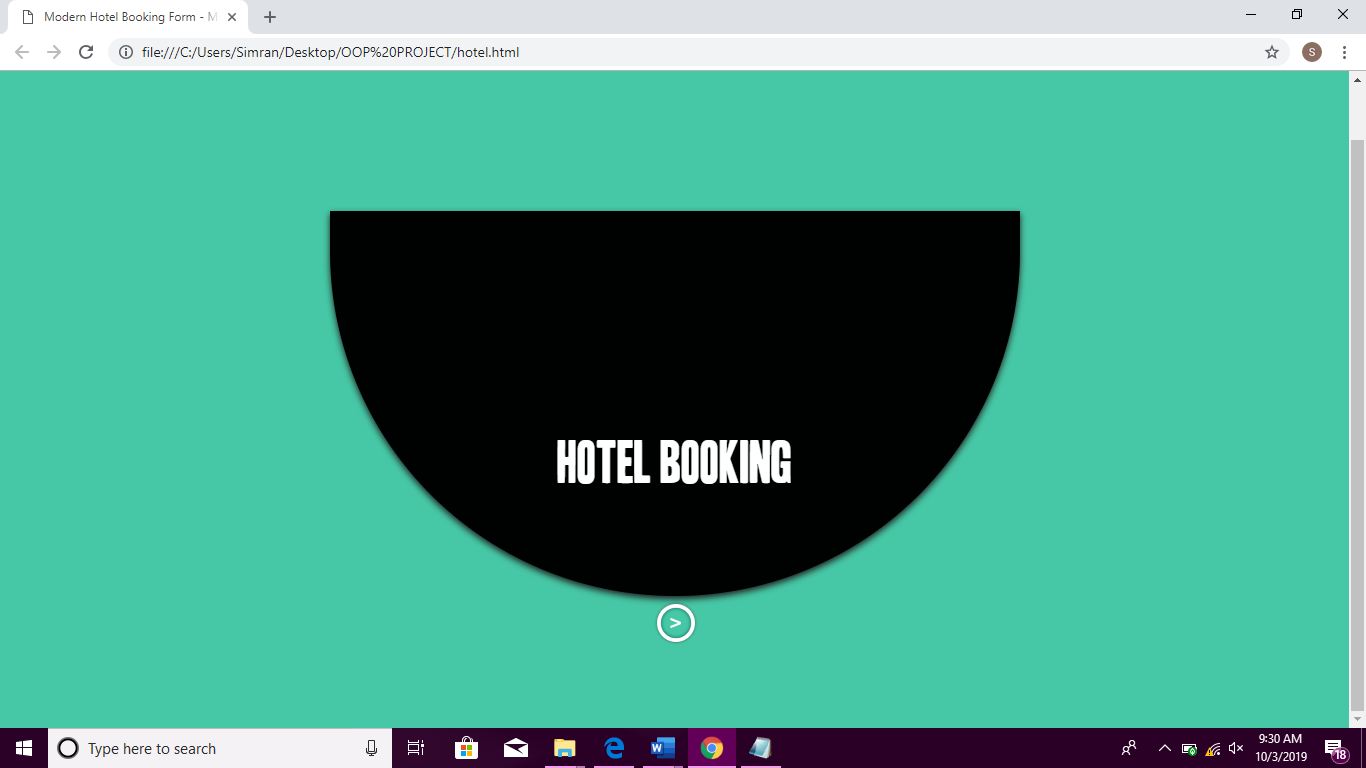 Modern Hotel Booking Form - M
file:///C:/Users/Simran/Desktop/OOP%20PROJECT/hotel.html
S
HOTEL BOOKING
>
Type here to search
9:30 AM
10/3/2019
18